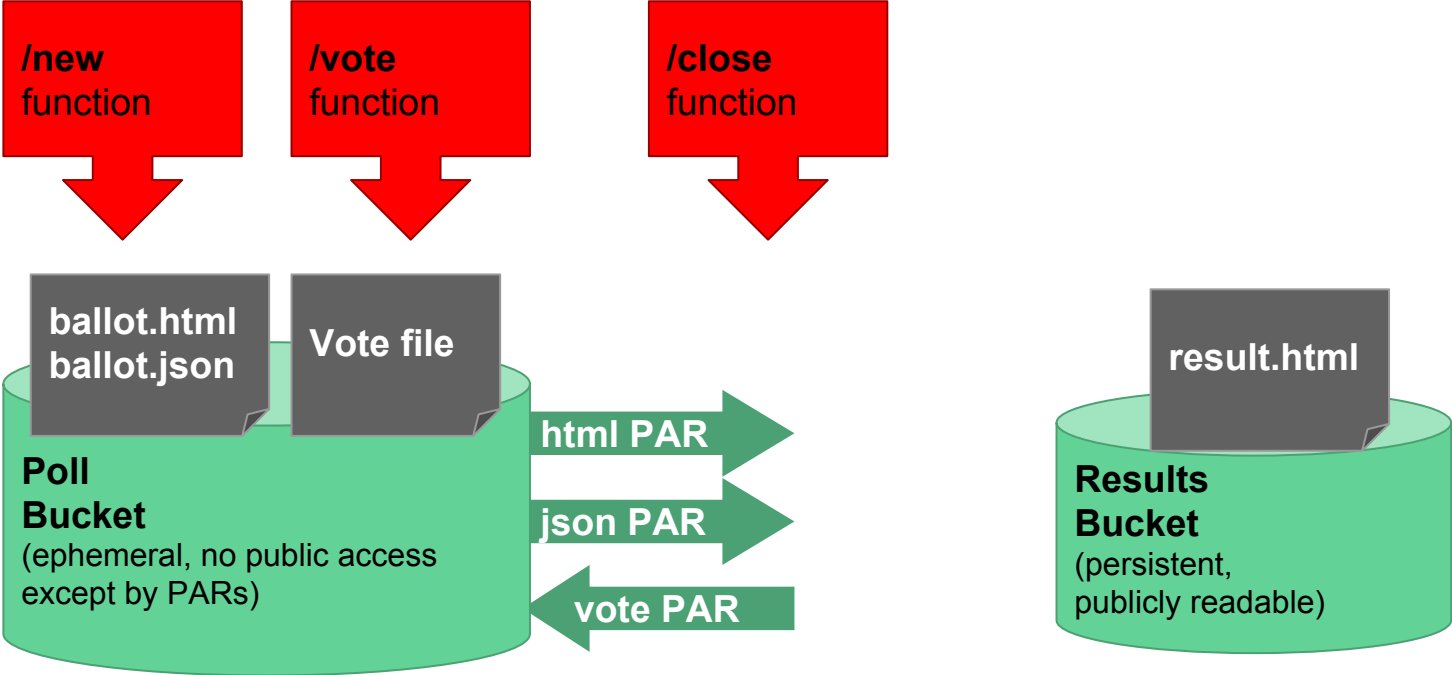 /new
function
/vote
function
/close
function
ballot.html
ballot.json
Vote file
result.html
html PAR
json PAR
vote PAR
Poll
Bucket
(ephemeral, no public access
except by PARs)
Results
Bucket
(persistent,
publicly readable)